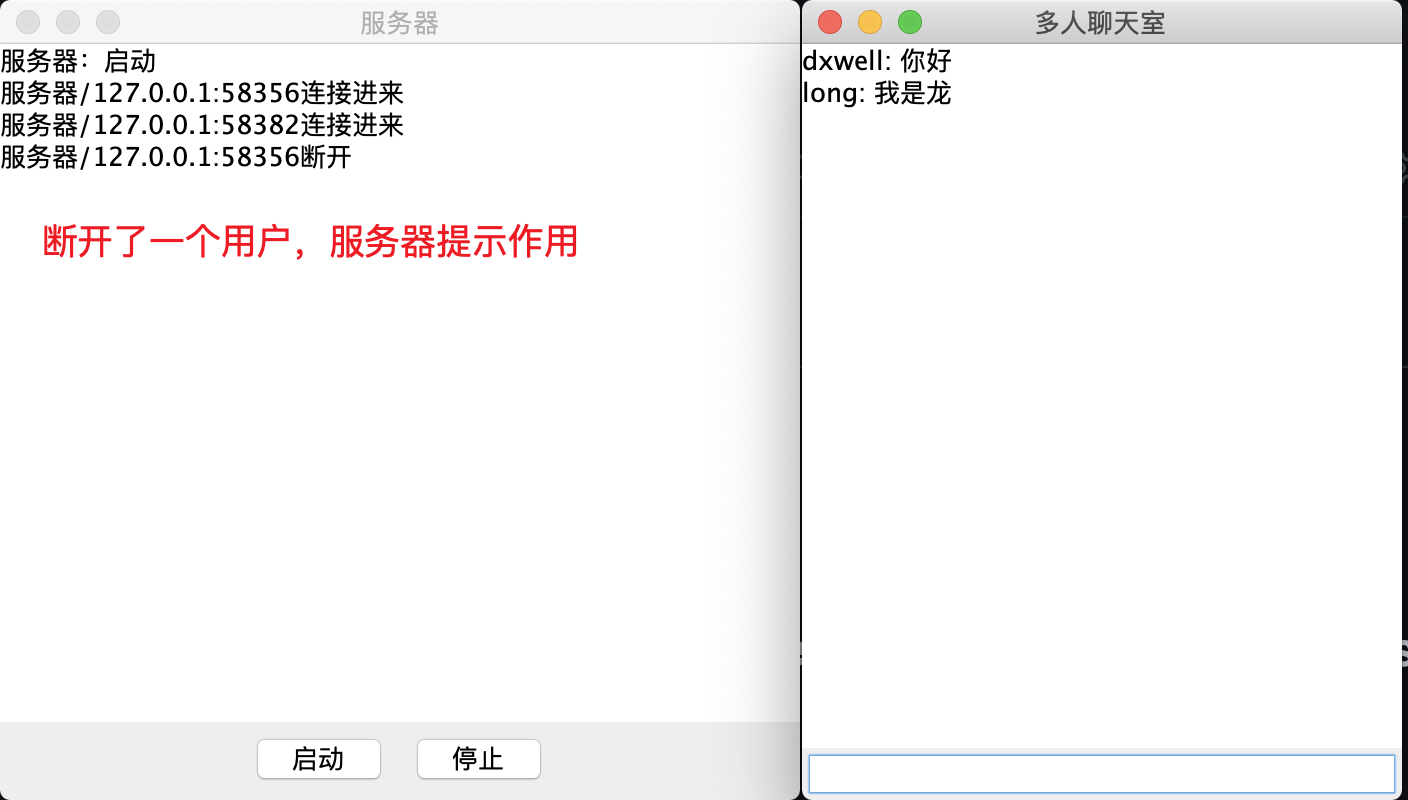 服务器
服务器：启动
服务器/127.0.0.1:58356连接进来
服务器/127.0.0.1:58382连接进来
服务器/127.0.0.1:58356断开
断开了一个用户，服务器提示作用
启动
停止
多人聊天室
dxwell: 你好
long: 我是龙